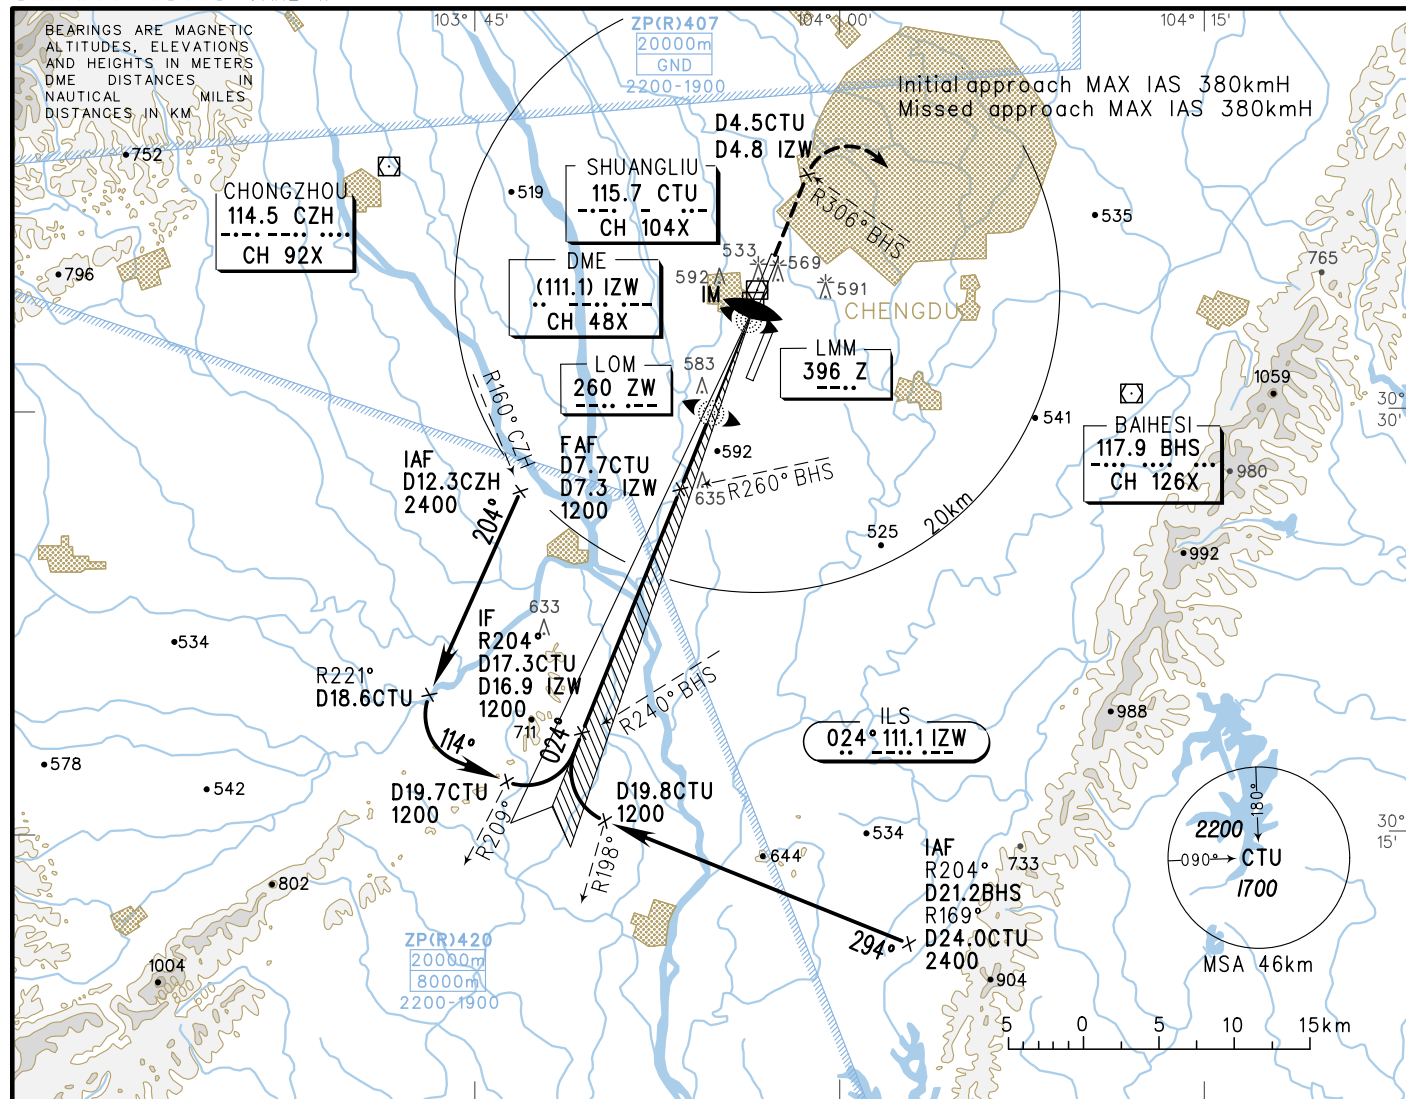 103° 45'
104° 00'
104° 15'
BEARINGS ARE MAGNETIC
ALTITUDES, ELEVATIONS
AND HEIGHTS IN METERS
DME DISTANCES IN
NAUTICAL MILES
DISTANCES IN KM
ZP(R)407
20000m
GND
2200-1900
Initial approach MAX IAS 380kmH
Missed approach MAX IAS 380kmH
D4.5CTU
D4.8 IZW
752
SHUANGLIU
115.7 CTU
CH 104X
519
CHONGZHOU
114.5 CZH
CH 92X
R306° BHS
535
796
DME
(111.1) IZW
CH 48X
533
569
592
591
IM
765
CHENGDU
LOM
260 ZW
583
LMM
396 Z
1059
30°
30'
541
R160° CZH
BAIHESI
117.9 BHS
CH 126X
980
IAF
D12.3CZH
2400
FAF
D7.7CTU
D7.3 IZW
1200
592
635
R260° BHS
20km
204°
525
992
633
534
IF
R204°
D17.3CTU
D16.9 IZW
1200
R221°
D18.6CTU
R240° BHS
711
024°
114°
988
ILS
024° 111.1 IZW
578
542
D19.7CTU
1200
D19.8CTU
1200
R209°
R198°
534
644
733
IAF
R204°
D21.2BHS
R169°
D24.0CTU
2400
294°
180°
2200
090°
CTU
1700
MSA 46km
30°
15'
802
ZP(R)420
20000m
8000m
2200-1900
1004
800
600
904
5 0 5 10 15km